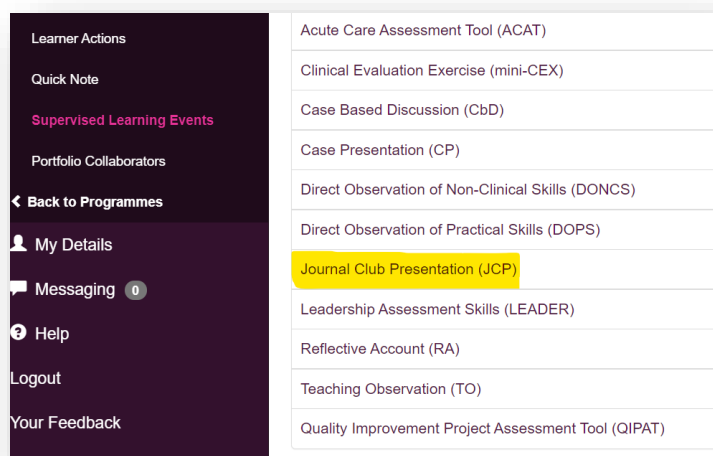 Learner Actions
Quick Note
Supervised Learning Events
Portfolio Collaborators
Back to Programmes
My Details
Messaging 0
Help
Logout
Your Feedback
Acute Care Assessment Tool (ACAT)
Clinical Evaluation Exercise (mini-CEX)
Case Based Discussion (CbD)
Case Presentation (CP)
Direct Observation of Non-Clinical Skills (DONCS)
Direct Observation of Practical Skills (DOPS)
Journal Club Presentation (JCP)
Leadership Assessment Skills (LEADER)
Reflective Account (RA)
Teaching Observation (TO)
Quality Improvement Project Assessment Tool (QIPAT)